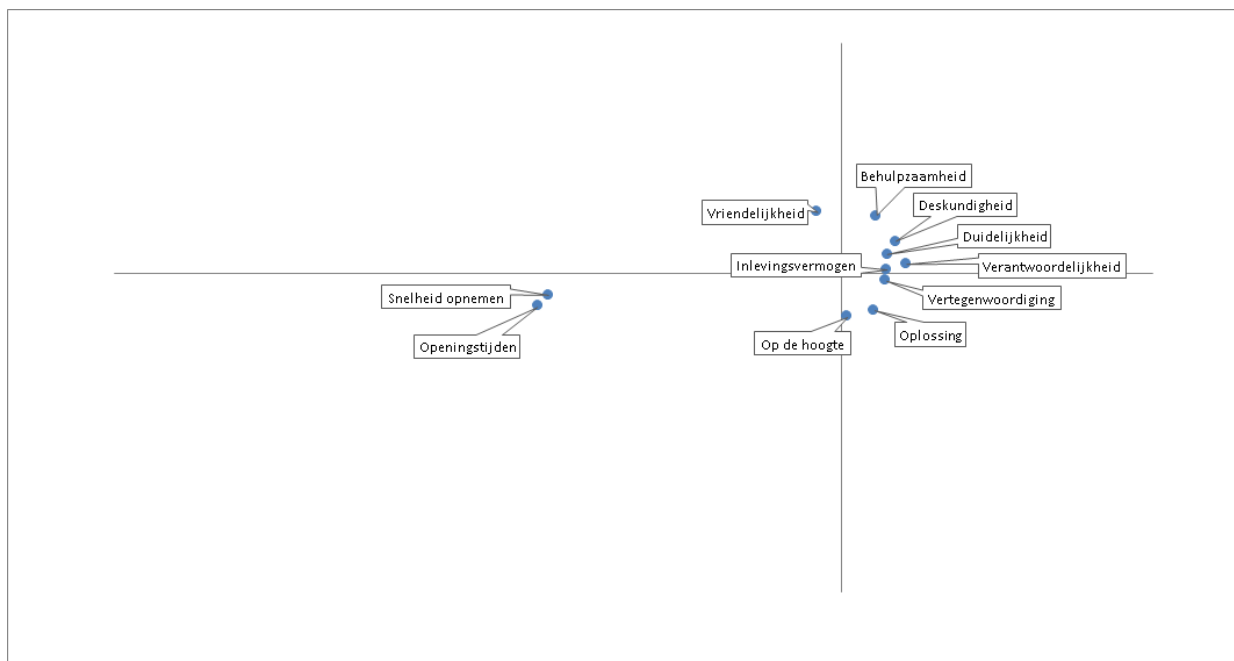 Behulpzaamheid
Deskundigheid
Vriendelijkheid
Duidelijkheid
Inlevingsvermogen
Verantwoordelijkheid
Snelheid opnemen
Vertegenwoordiging
Oplossing
Op de hoogte
Openingstijden